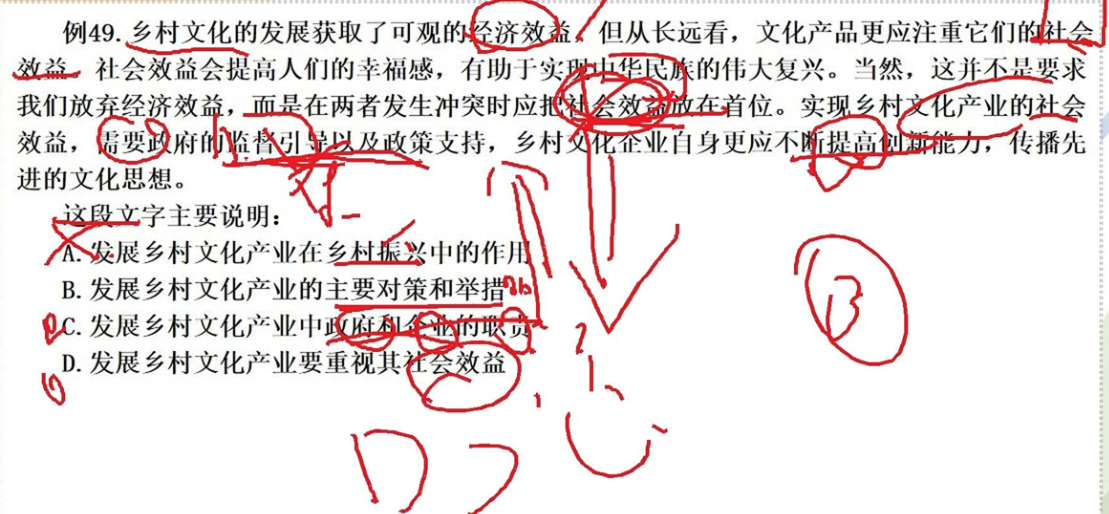 例49.乡村文化的发展获取了可观的经济效益，但从长远看，文化产品更应注重它们的社会
效益。社会效益会提高人们的幸福感，有助于实现中华民族的伟大复兴。当然，这并不是要求
我们放弃经济效益，而是在两者发生冲突时应把社会效益放在首位。实现乡村文化产业的社会
效益，需要政府的监督引导以及政策支持，乡村文化企业自身更应不断提高创新能力，传播先
进的文化思想。
这段文字主要说明：
A. 发展乡村文化产业在乡村振兴中的作用
B. 发展乡村文化产业的主要对策和举措
C. 发展乡村文化产业中政府和企业的职责
D. 发展乡村文化产业要重视其社会效益
B
D